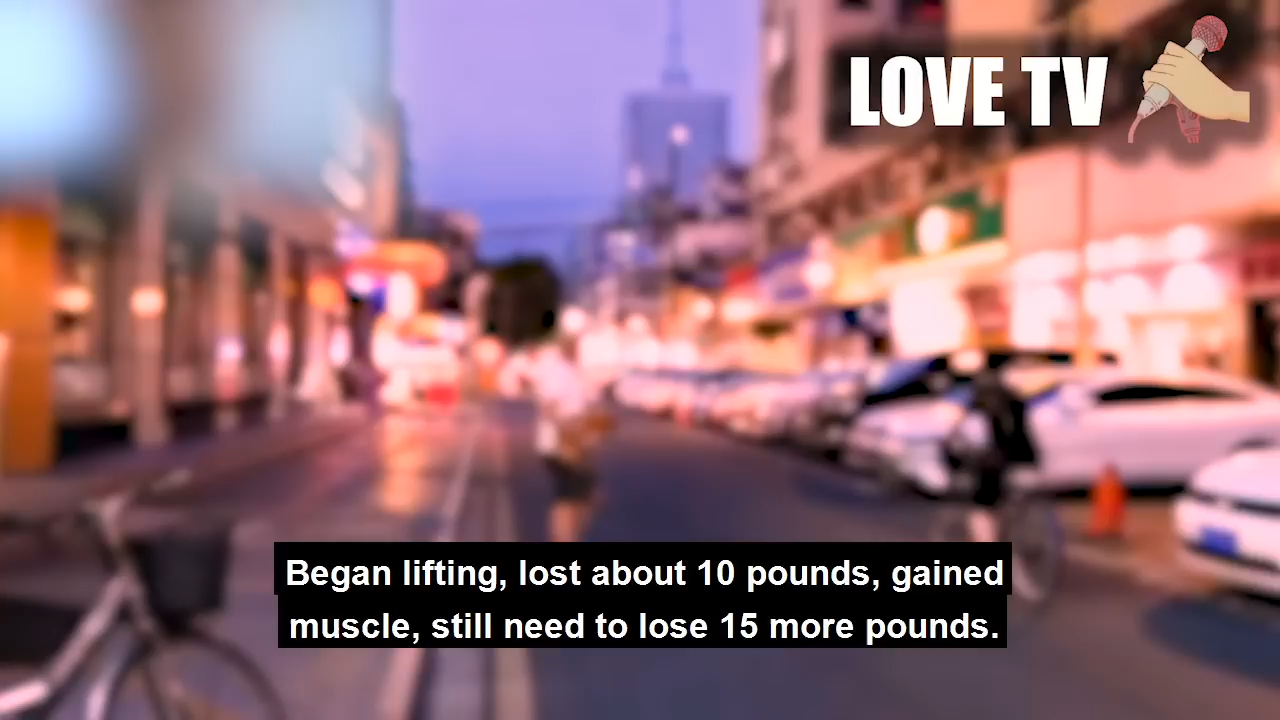 LOVE TV
Began lifting, lost about 10 pounds, gained
muscle, still need to lose 15 more pounds.